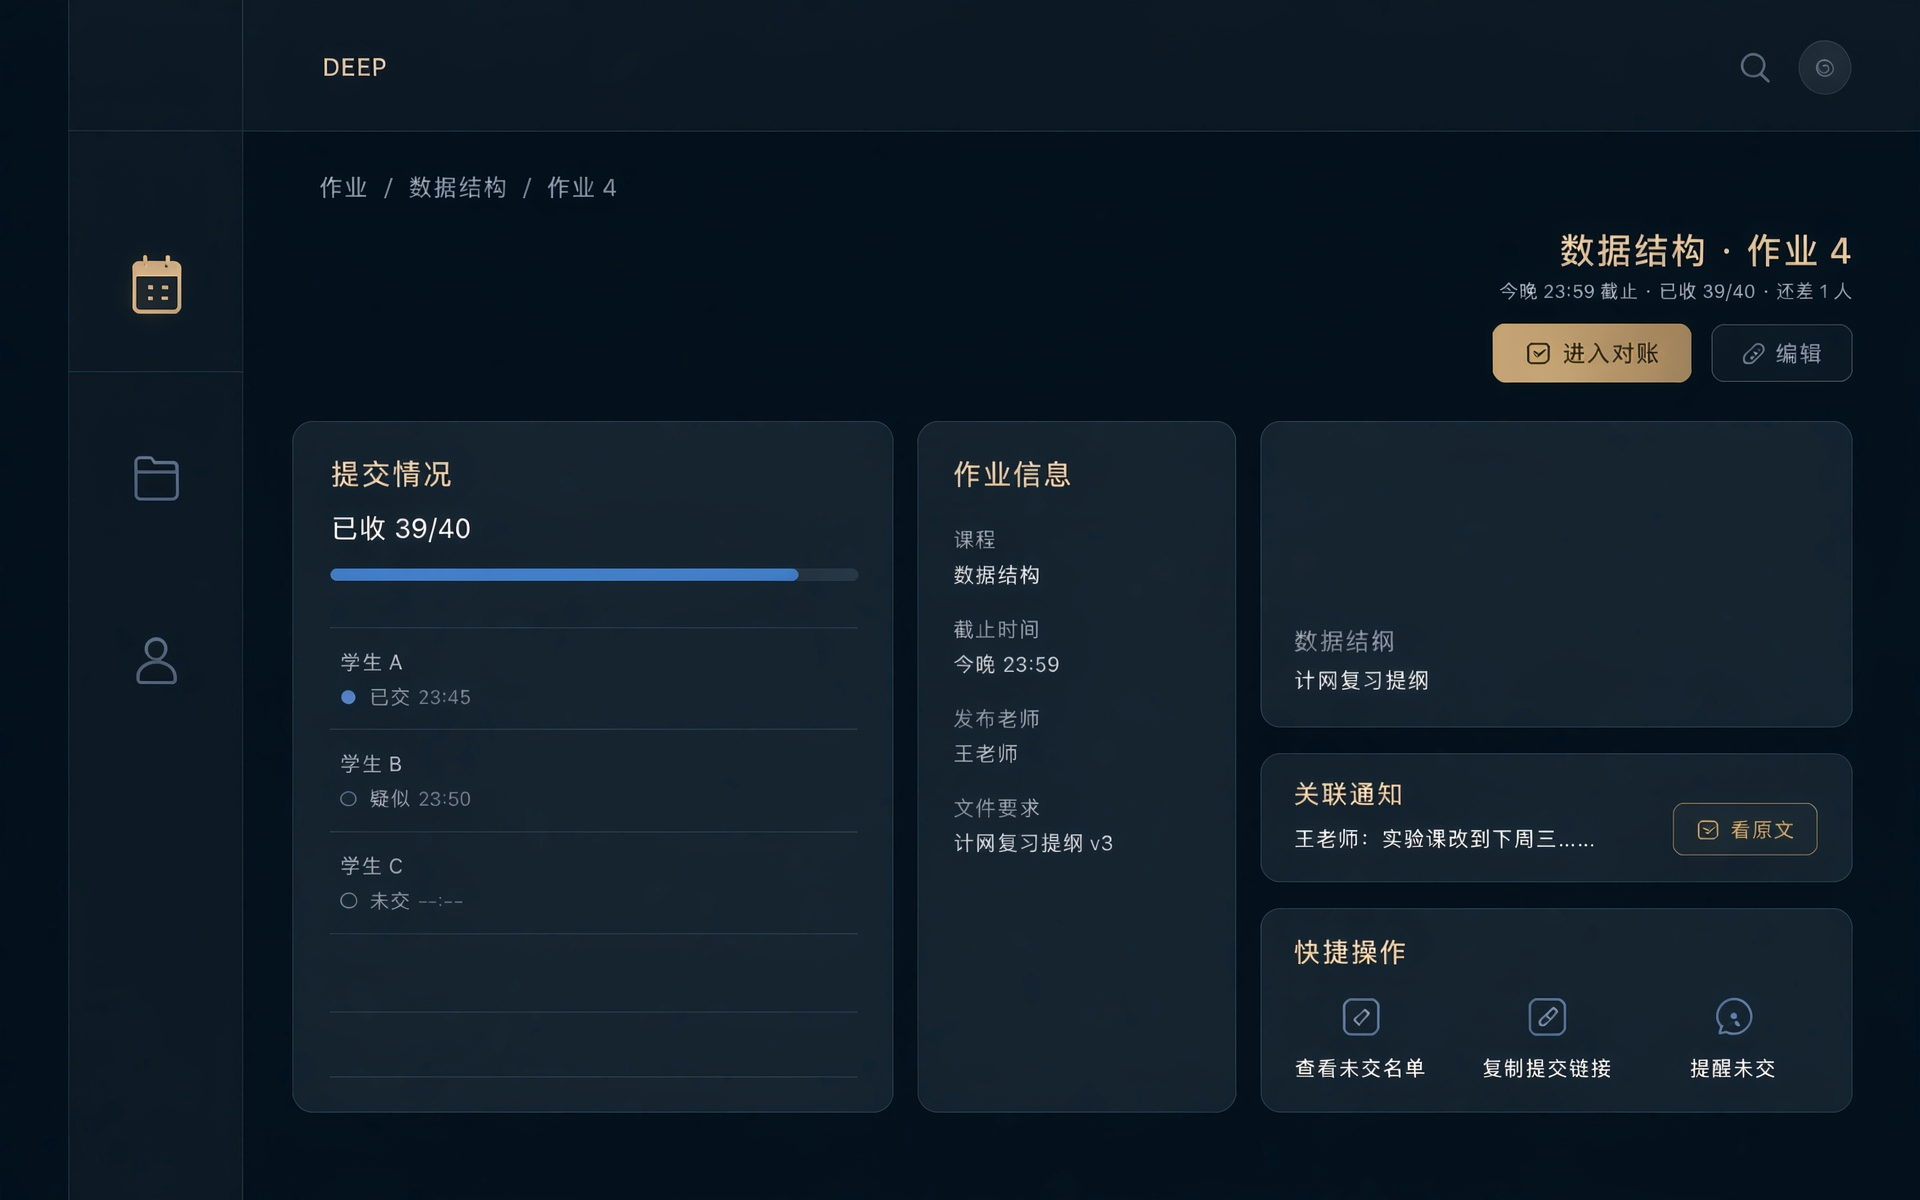 DEEP
作业 / 数据结构 / 作业 4
数据结构 · 作业 4
今晚 23:59 截止 · 已收 39/40 · 还差 1 人
进入对账
编辑
提交情况
已收 39/40
学生 A
已交 23:45
学生 B
疑似 23:50
学生 C
未交 --:--
作业信息
课程
数据结构
截止时间
今晚 23:59
发布老师
王老师
文件要求
计网复习提纲 v3
数据结纲
计网复习提纲
关联通知
王老师：实验课改到下周三……
看原文
快捷操作
查看未交名单
复制提交链接
提醒未交